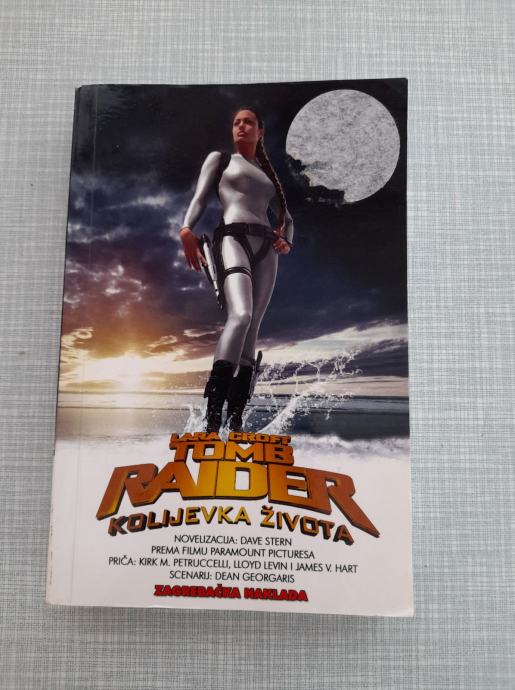 LARA CROFT
TOMB
RAIDER
KOLIJEVKA ŽIVOTA
NOVELIZACIJA: DAVE STERN
PREMA FILMU PARAMOUNT PICTURESA
PRIČA: KIRK M. PETRUCCELLI, LLOYD LEVIN I JAMES V. HART
SCENARIJ: DEAN GEORGARIS
ZAGREBAČKA NAKLADA